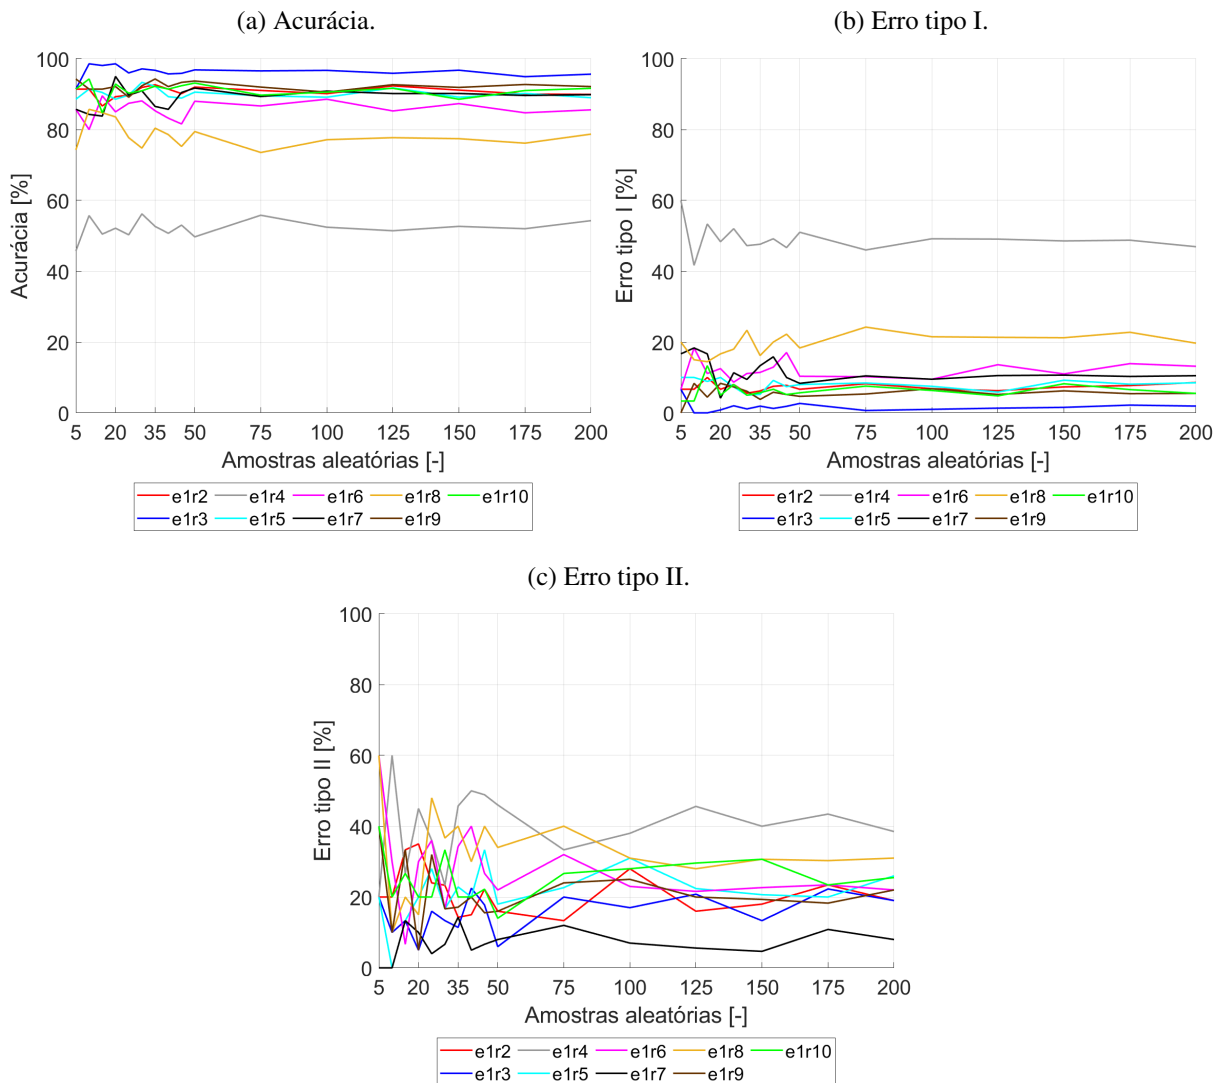 (a) Acurácia.
100
80
60
40
20
0
Acurácia [%]
5 20 35 50 75 100 125 150 175 200
Amostras aleatórias [-]
e1r2 e1r4 e1r6 e1r8 e1r10
e1r3 e1r5 e1r7 e1r9
(b) Erro tipo I.
100
80
60
40
20
0
Erro tipo I [%]
5 20 35 50 75 100 125 150 175 200
Amostras aleatórias [-]
e1r2 e1r4 e1r6 e1r8 e1r10
e1r3 e1r5 e1r7 e1r9
(c) Erro tipo II.
100
80
60
40
20
0
Erro tipo II [%]
5 20 35 50 75 100 125 150 175 200
Amostras aleatórias [-]
e1r2 e1r4 e1r6 e1r8 e1r10
e1r3 e1r5 e1r7 e1r9